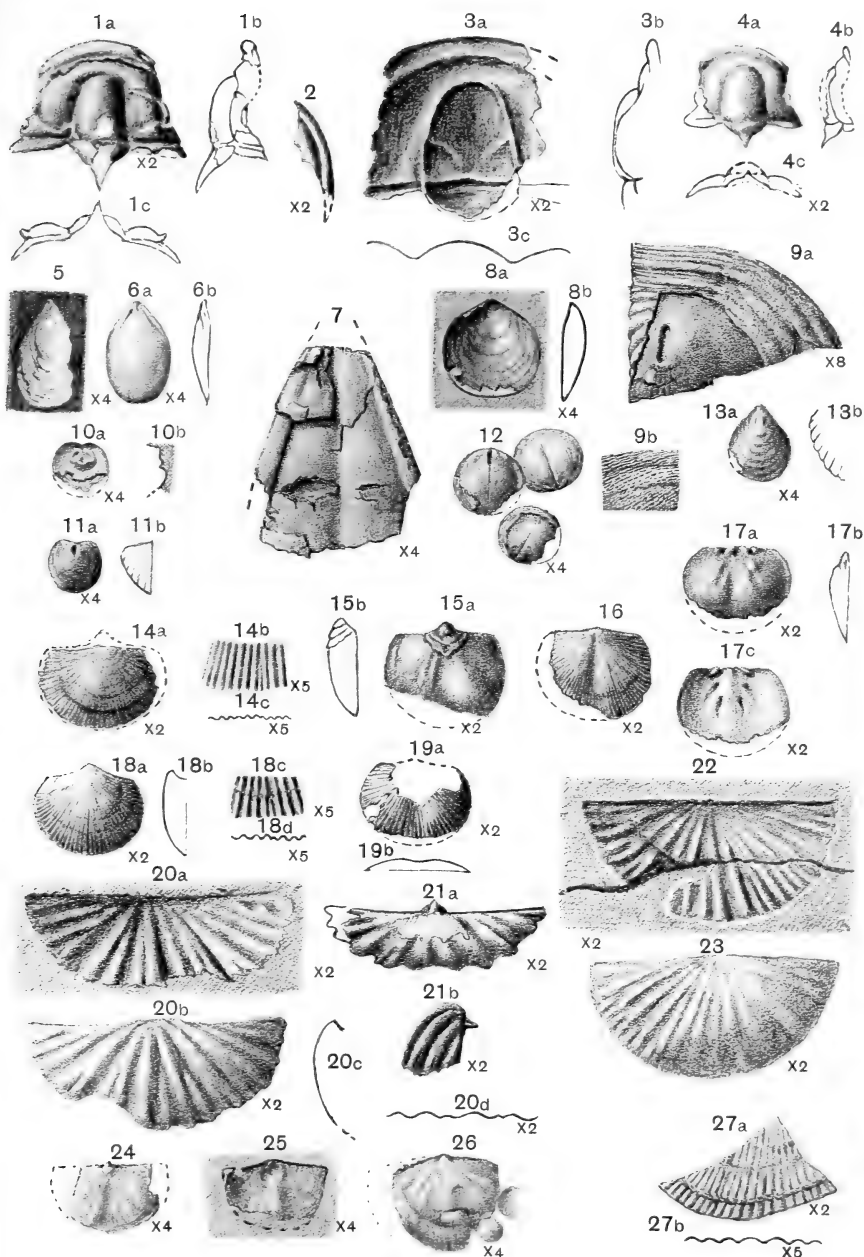 1a 1b 3a 3b 4a 4b
2
X2
X2
X2
4c
X2
1c
3c
5 6a 6b 7 8a 8b 9a
X4 X4
X4
X8
10a 10b
X4
12 9b 13a 13b
X4
11a 11b
X4
X4
X4
17a 17b
X2
14a 14b 15b 15a 16
X5
14c
X2 X5 X2 X2
17c
X2
18a 18b 18c 19a 22
X5
18d
X2 X5
X2
19b
20a 21a
X2 X2
X2
23
20b 21b
20c
X2
X2
20d
X2
X2
24 25 26 27a
X4 X4 X4
X2
27b
X5